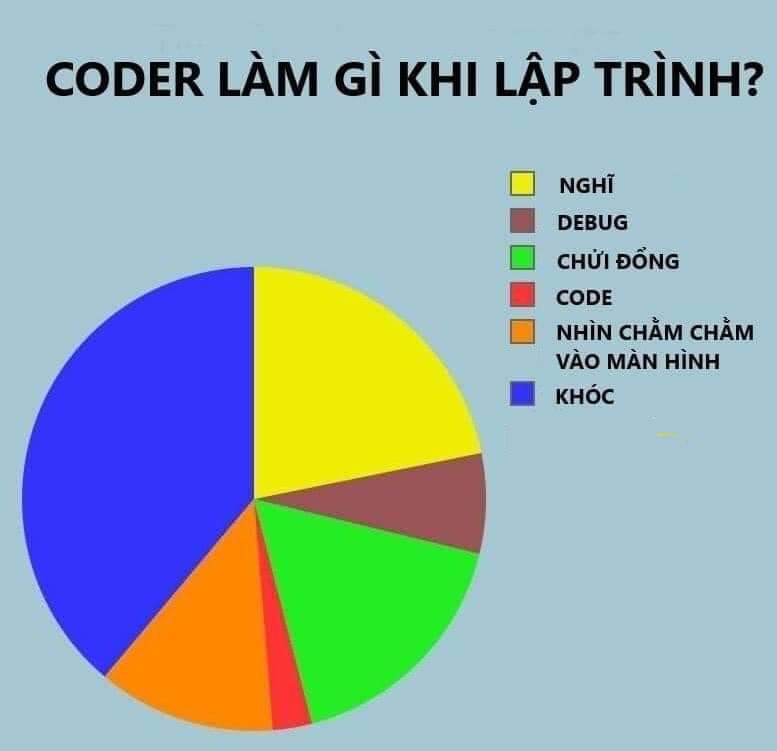 CODER LÀM GÌ KHI LẬP TRÌNH?
NGHĨ
DEBUG
CHỬI ĐỔNG
CODE
NHÌN CHẰM CHẰM
VÀO MÀN HÌNH
KHÓC